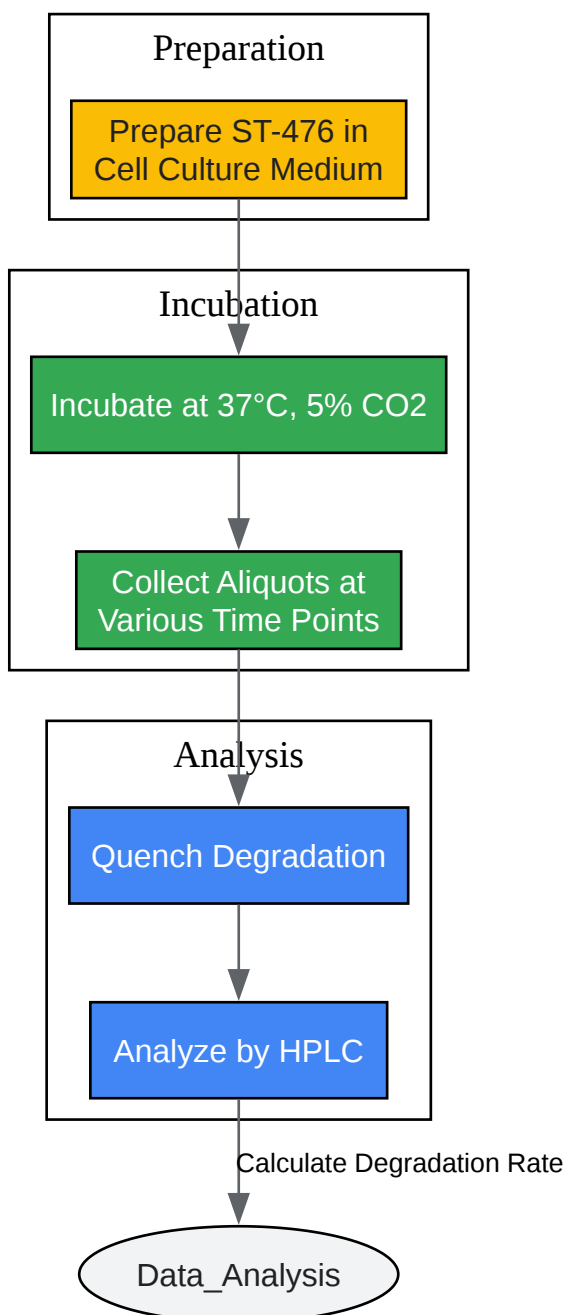 Preparation
Prepare ST-476 in
Cell Culture Medium
Incubation
Incubate at 37°C, 5% CO2
Collect Aliquots at
Various Time Points
Analysis
Quench Degradation
Analyze by HPLC
Calculate Degradation Rate
Data_Analysis